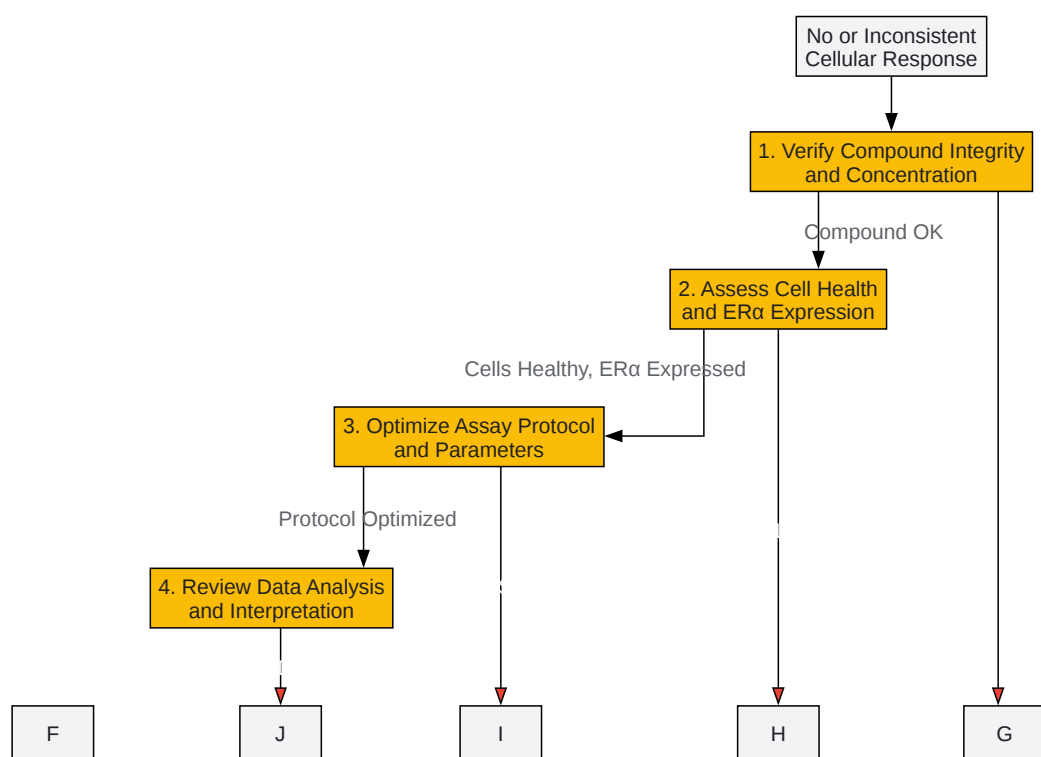 No or Inconsistent
Cellular Response
1. Verify Compound Integrity
and Concentration
Compound OK
2. Assess Cell Health
and ERα Expression
Cells Healthy, ERα Expressed
3. Optimize Assay Protocol
and Parameters
Protocol Optimized
4. Review Data Analysis
and Interpretation
F
J
I
H
G